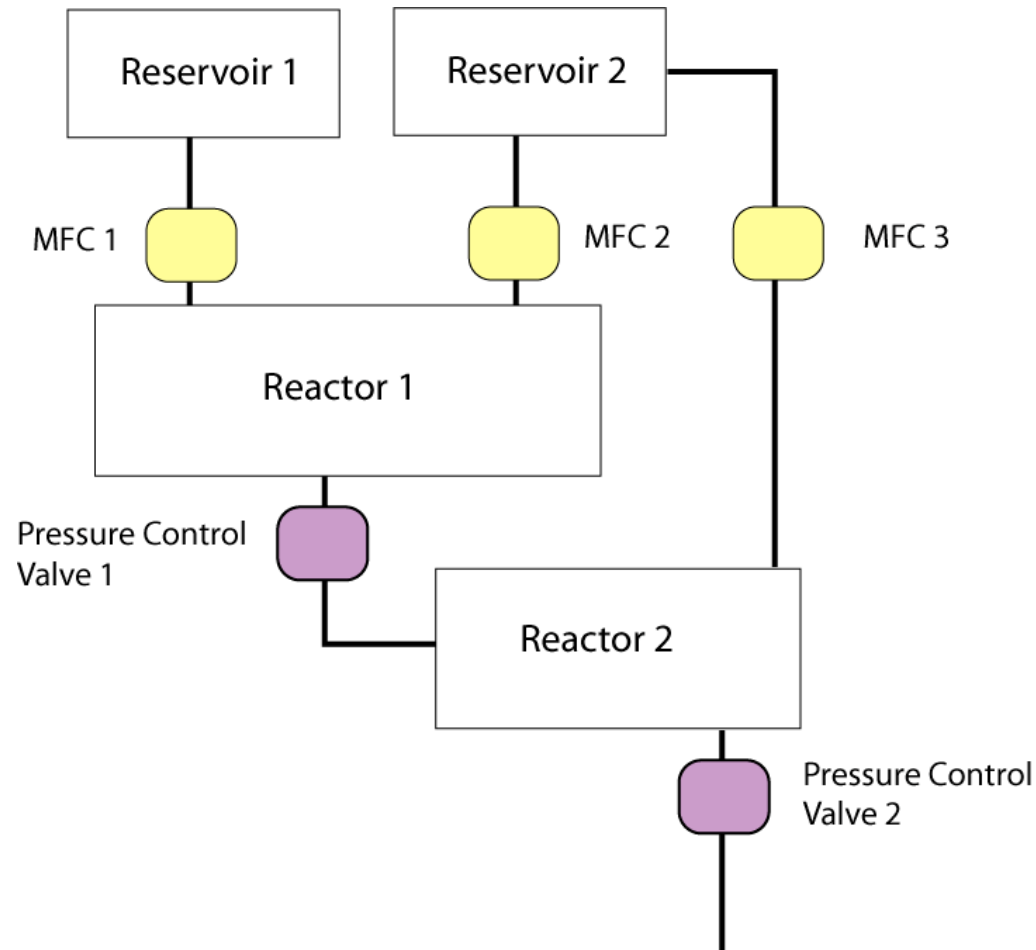 Reservoir 1
Reservoir 2
MFC 1
MFC 2
MFC 3
Reactor 1
Pressure Control
Valve 1
Reactor 2
Pressure Control
Valve 2